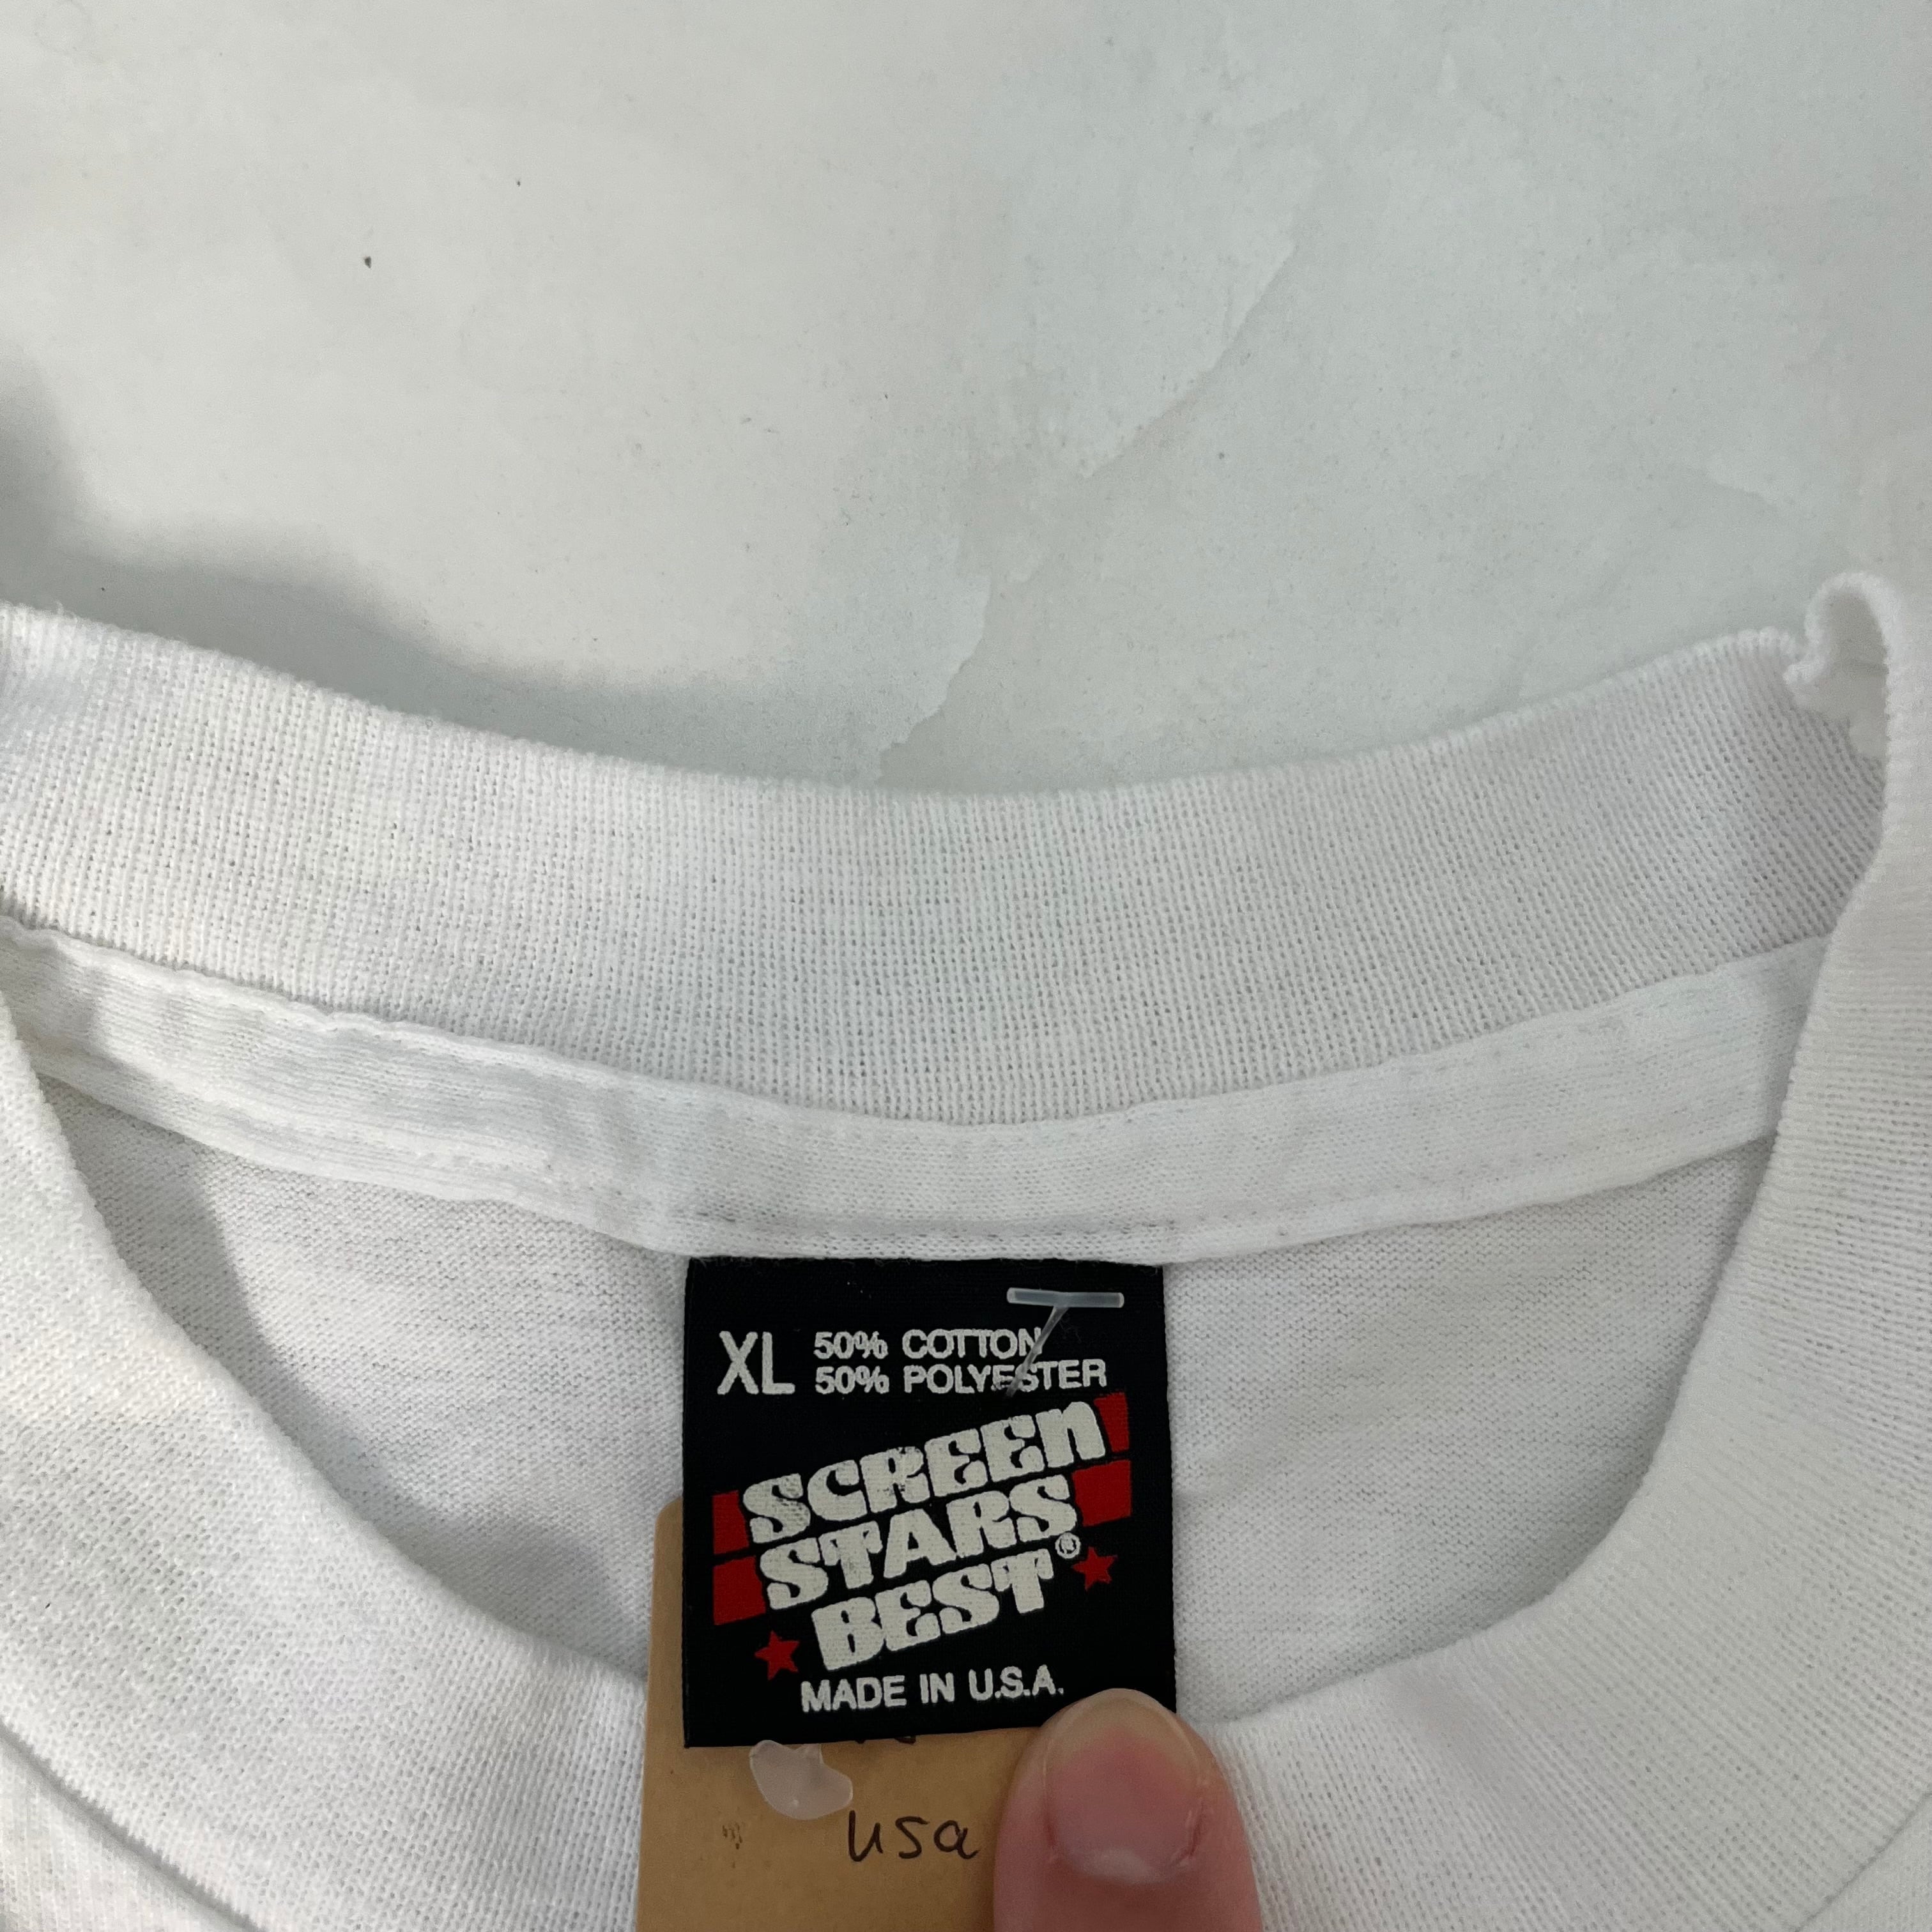 XL 50% COTTON
50% POLYESTER
SCREEN
STARS
BEST®
MADE IN U.S.A.
usa